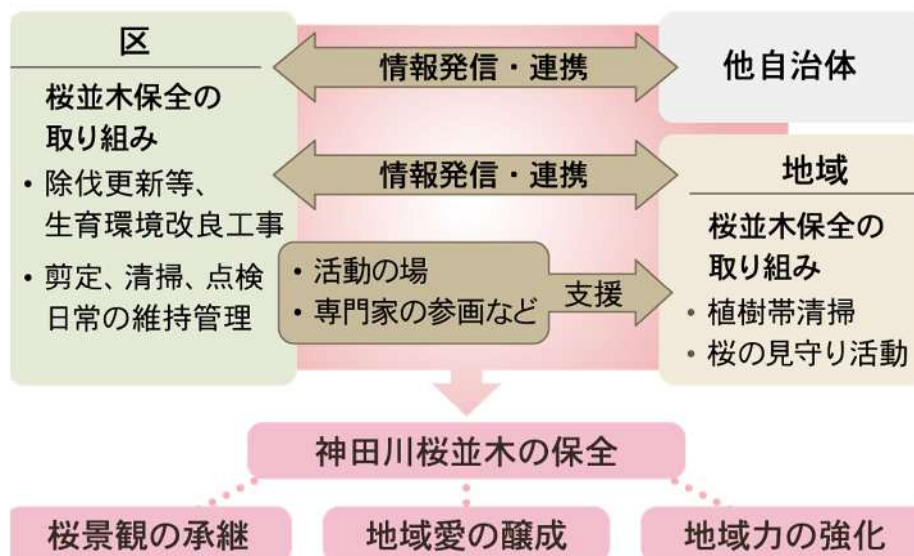 区
桜並木保全の
取り組み
・除伐更新等、
生育環境改良工事
・剪定、清掃、点検
日常の維持管理
情報発信・連携
他自治体
情報発信・連携
・活動の場
・専門家の参画など
支援
地域
桜並木保全の
取り組み
・植樹帯清掃
・桜の見守り活動
神田川桜並木の保全
桜景観の承継
地域愛の醸成
地域力の強化